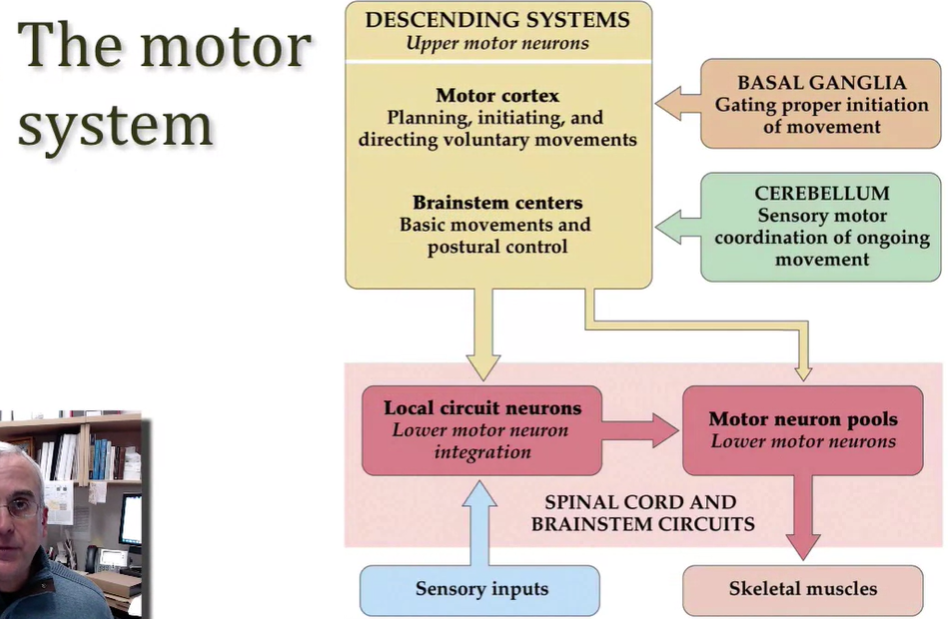 The motor
system
DESCENDING SYSTEMS
Upper motor neurons
Motor cortex
Planning, initiating, and
directing voluntary movements
Brainstem centers
Basic movements and
postural control
BASAL GANGLIA
Gating proper initiation
of movement
CEREBELLUM
Sensory motor
coordination of ongoing
movement
Local circuit neurons
Lower motor neuron
integration
Motor neuron pools
Lower motor neurons
SPINAL CORD AND
BRAINSTEM CIRCUITS
Sensory inputs
Skeletal muscles